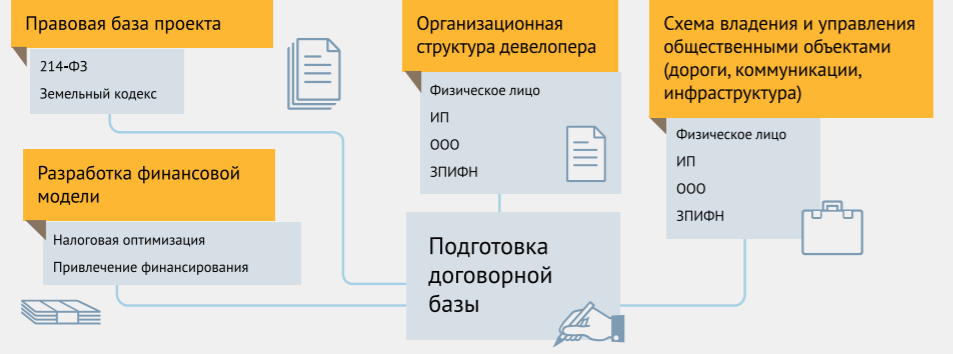 Правовая база проекта
214-ФЗ
Земельный кодекс
Организационная
структура девелопера
Физическое лицо
ИП
ООО
ЗПИФН
Схема владения и управления
общественными объектами
(дороги, коммуникации,
инфраструктура)
Физическое лицо
ИП
ООО
ЗПИФН
Разработка финансовой
модели
Налоговая оптимизация
Привлечение финансирования
Подготовка
договорной
базы